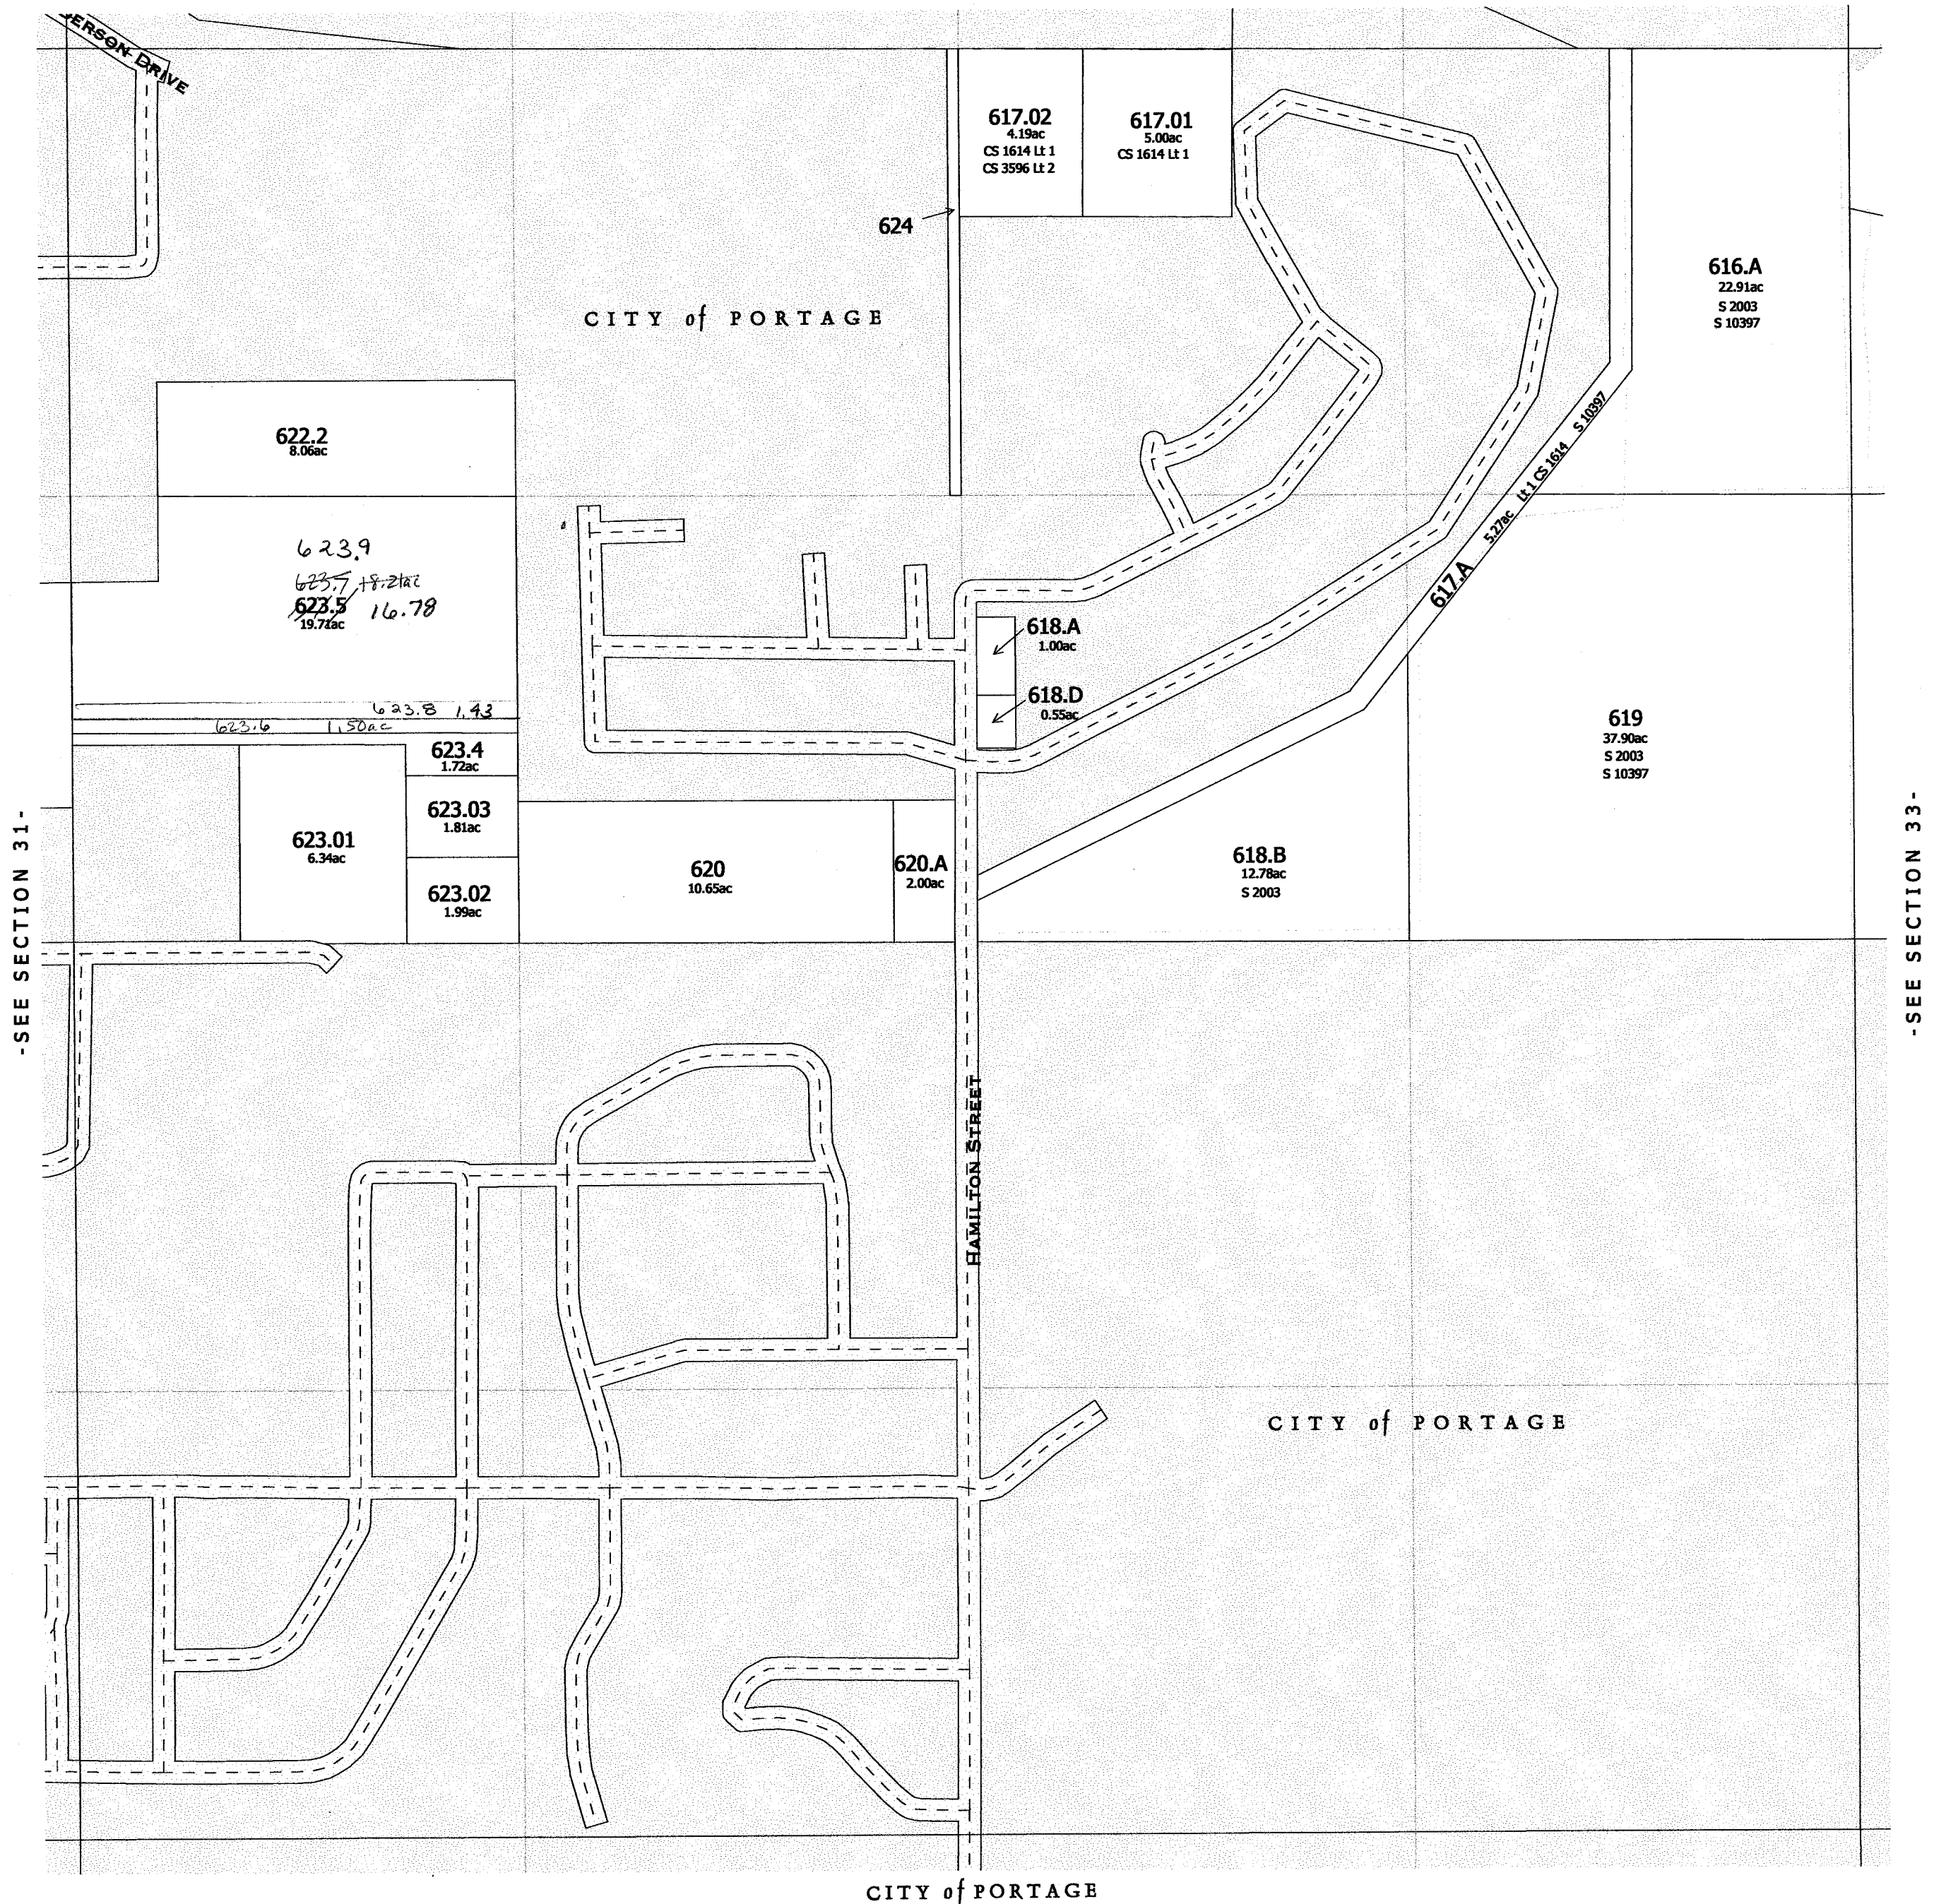 ERSON DRIVE
617.02
4.19ac
CS 1614 Lt 1
CS 3596 Lt 2
617.01
5.00ac
CS 1614 Lt 1
624
616.A
22.91ac
S 2003
S 10397
CITY of PORTAGE
622.2
8.06ac
617.A 5.27ac Lt 1 CS 1614 S 10397
623.9
623.7 18.21ac
623.5 16.78
19.71ac
618.A
1.00ac
618.D
0.55ac
623.8 1.43
623.6 1.50ac
623.4
1.72ac
623.03
1.81ac
623.01
6.34ac
623.02
1.99ac
620
10.65ac
620.A
2.00ac
618.B
12.78ac
S 2003
619
37.90ac
S 2003
S 10397
-SEE SECTION 31-
-SEE SECTION 33-
HAMILTON STREET
CITY of PORTAGE
CITY of PORTAGE